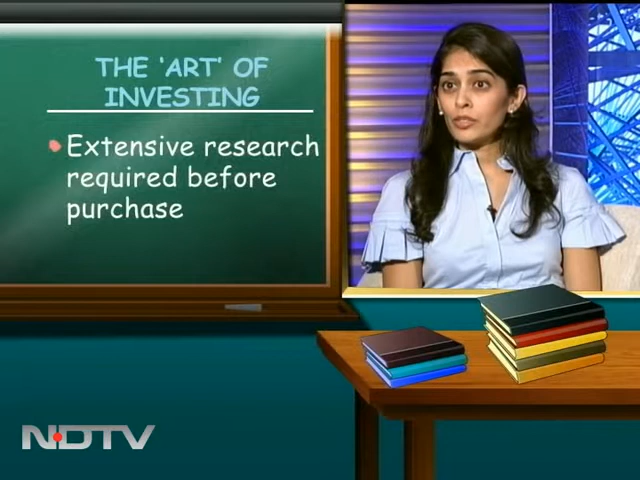 THE ‘ART’ OF
INVESTING
Extensive research
required before
purchase
NDTV